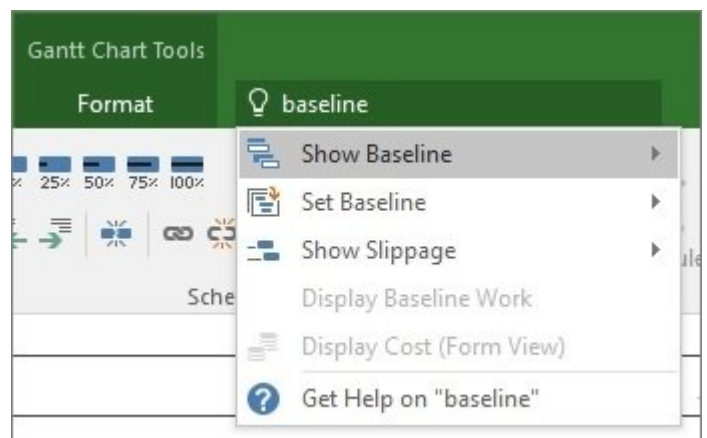 Gantt Chart Tools
Format
baseline
25% 50% 75% 100%
Show Baseline
Set Baseline
Show Slippage
Display Baseline Work
Display Cost (Form View)
Get Help on "baseline"